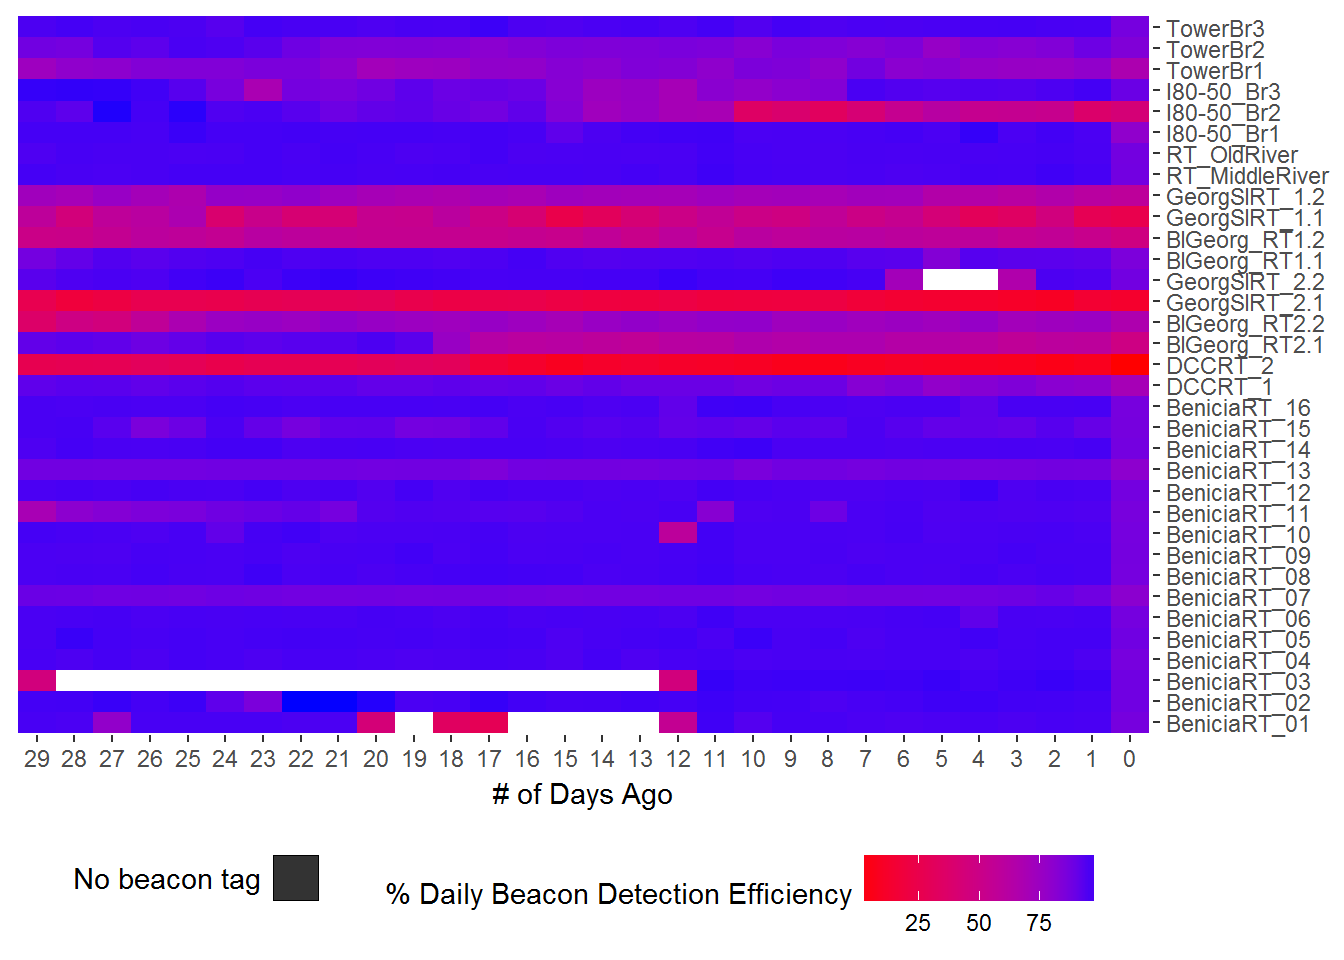 TowerBr3
TowerBr2
TowerBr1
I80-50_Br3
I80-50_Br2
I80-50_Br1
RT_OldRiver
RT_MiddleRiver
GeorgSlRT_1.2
GeorgSlRT_1.1
BlGeorg_RT1.2
BlGeorg_RT1.1
GeorgSlRT_2.2
GeorgSlRT_2.1
BlGeorg_RT2.2
BlGeorg_RT2.1
DCCRT_2
DCCRT_1
BeniciaRT_16
BeniciaRT_15
BeniciaRT_14
BeniciaRT_13
BeniciaRT_12
BeniciaRT_11
BeniciaRT_10
BeniciaRT_09
BeniciaRT_08
BeniciaRT_07
BeniciaRT_06
BeniciaRT_05
BeniciaRT_04
BeniciaRT_03
BeniciaRT_02
BeniciaRT_01
29 28 27 26 25 24 23 22 21 20 19 18 17 16 15 14 13 12 11 10 9 8 7 6 5 4 3 2 1 0
# of Days Ago
No beacon tag
% Daily Beacon Detection Efficiency
25 50 75